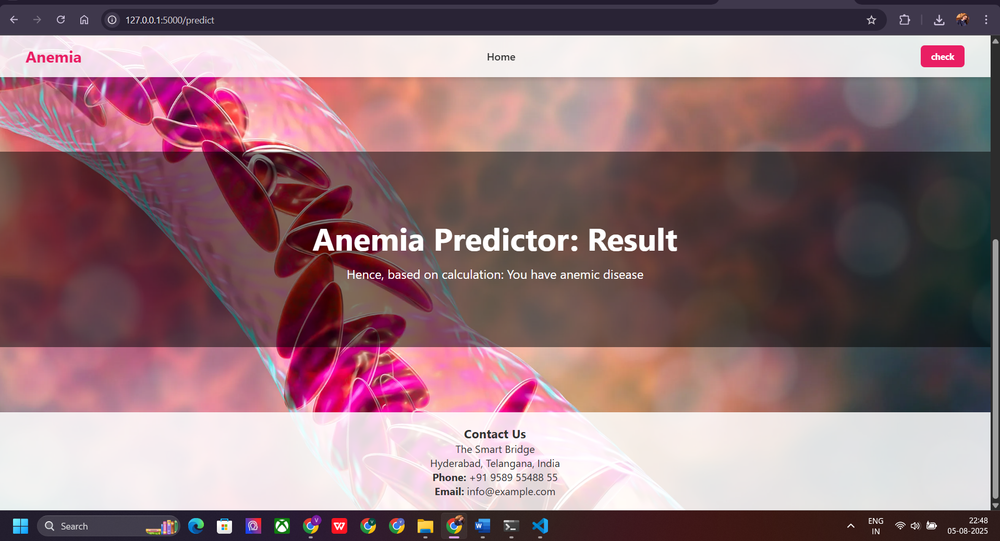 127.0.0.1:5000/predict
Anemia
Home
check
Anemia Predictor: Result
Hence, based on calculation: You have anemic disease
Contact Us
The Smart Bridge
Hyderabad, Telangana, India
Phone: +91 9589 55488 55
Email: info@example.com
Search
ENG
IN
22:48
05-08-2025